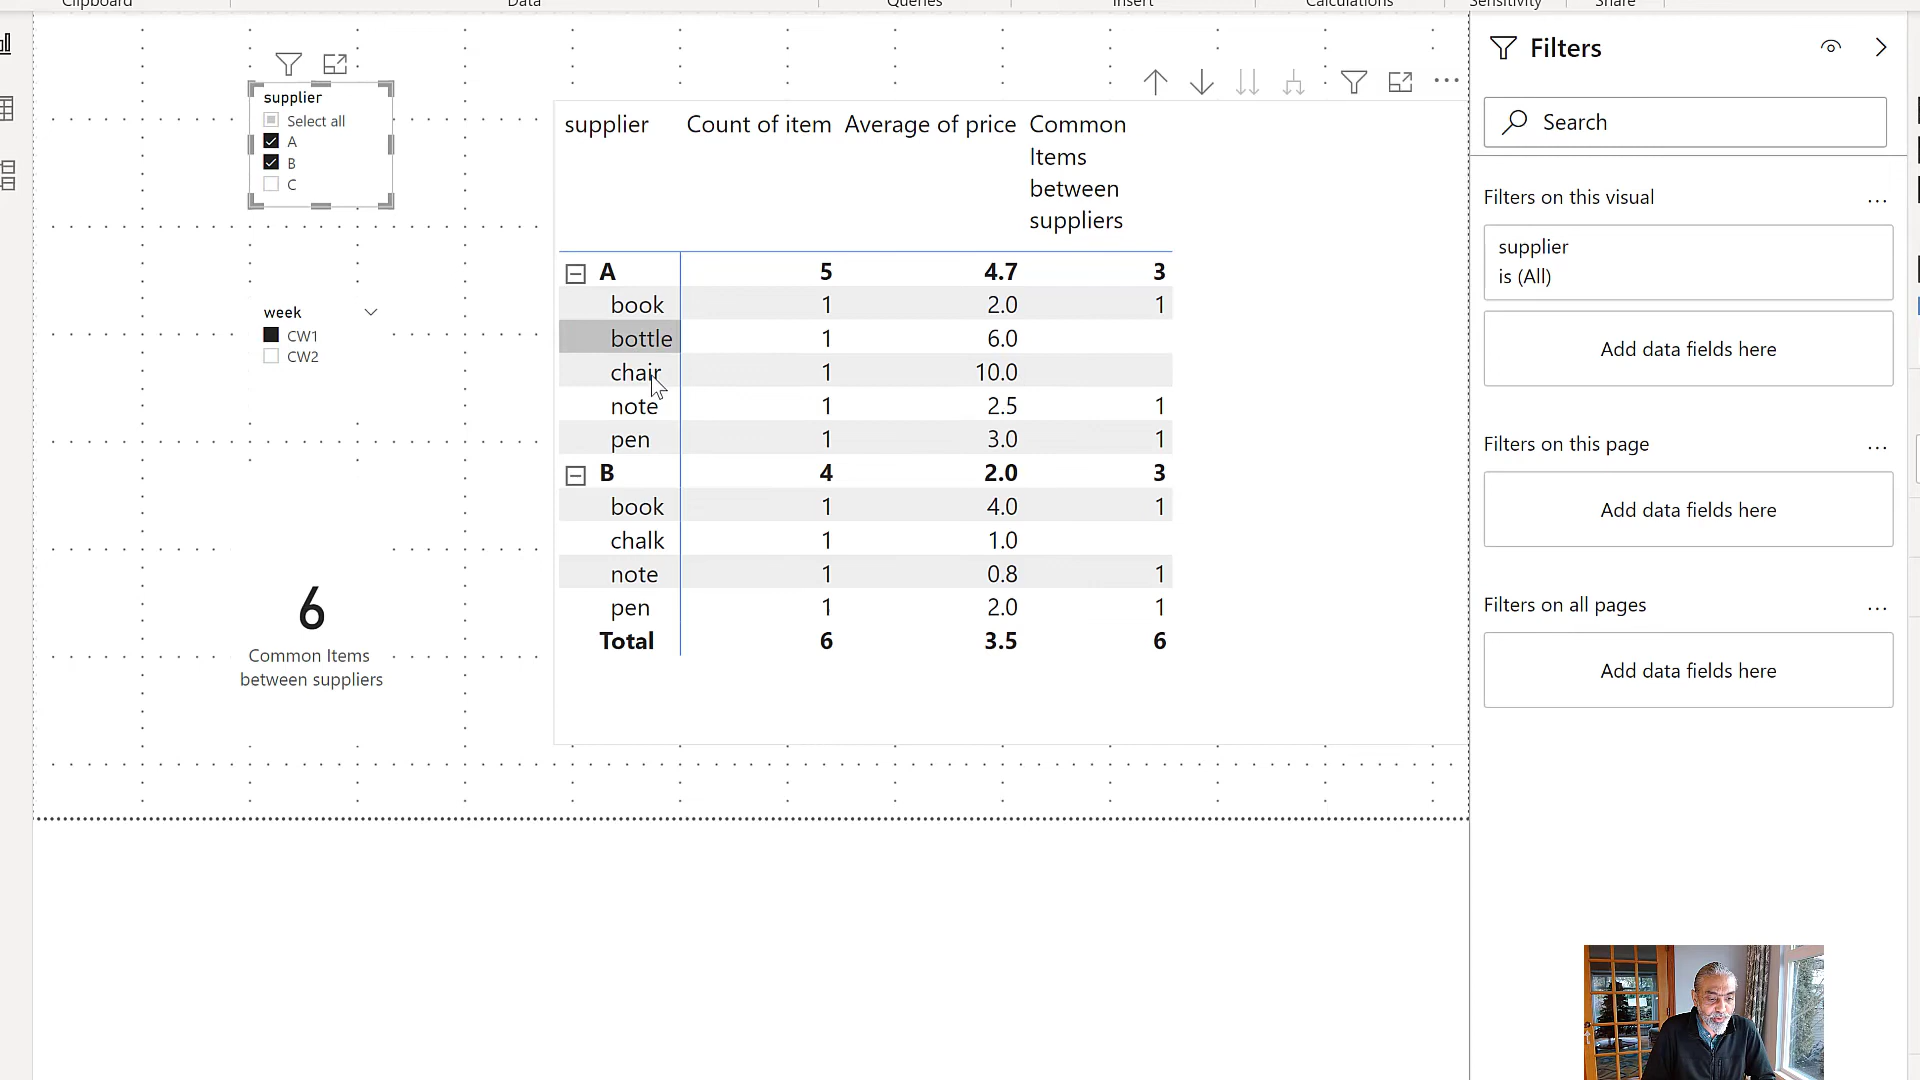 Clipboard
Data
Queries
Insert
Calculations
Sensitivity
Share
supplier
Select all
A
B
C
week
CW1
CW2
6
Common Items
between suppliers
supplier Count of item Average of price Common
Items
between
suppliers
A 5 4.7 3
book 1 2.0 1
bottle 1 6.0
chair 1 10.0
note 1 2.5 1
pen 1 3.0 1
B 4 2.0 3
book 1 4.0 1
chalk 1 1.0
note 1 0.8 1
pen 1 2.0 1
Total 6 3.5 6
Filters
Search
Filters on this visual
supplier
is (All)
Add data fields here
Filters on this page
Add data fields here
Filters on all pages
Add data fields here